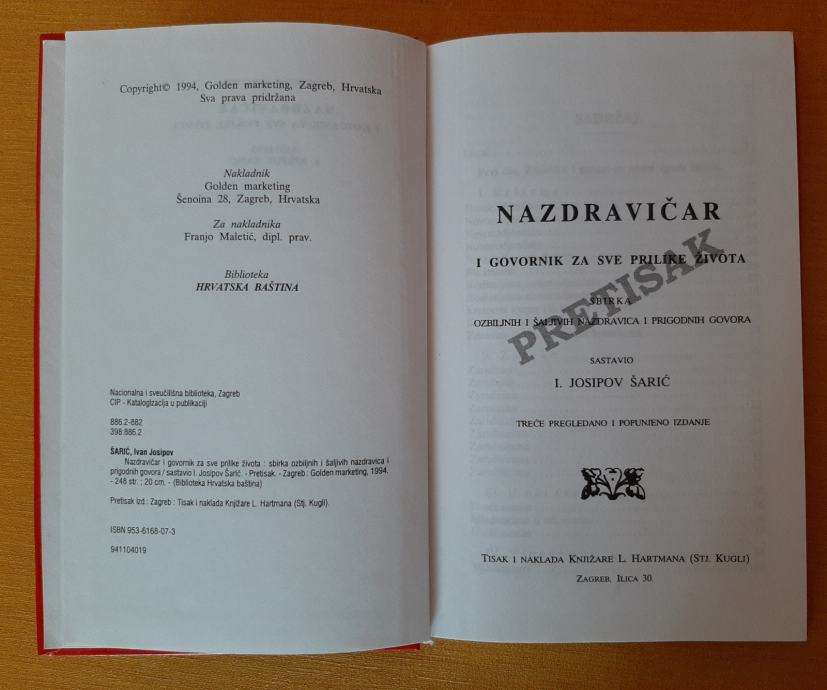 Copyright© 1994, Golden marketing, Zagreb, Hrvatska
Sva prava pridržana
Nakladnik
Golden marketing
Šenoina 28, Zagreb, Hrvatska
Za nakladnika
Franjo Maletić, dipl. prav.
Biblioteka
HRVATSKA BAŠTINA
Nacionalna i sveučilišna biblioteka, Zagreb
CIP - Katalogizacija u publikaciji
886.2-882
398:886.2
ŠARIĆ, Ivan Josipov
Nazdravičar i govornik za sve prilike života : sbirka ozbiljnih i šaljivih nazdravica i
prigodnih govora / sastavio I. Josipov Šarić. - Pretisak. - Zagreb : Golden marketing, 1994.
- 248 str. ; 20 cm. - (Biblioteka Hrvatska baština)
Pretisak izd.: Zagreb : Tisak i naklada Knjižare L. Hartmana (Stj. Kugli).
ISBN 953-6168-07-3
941104019
NAZDRAVIČAR
I GOVORNIK ZA SVE PRILIKE ŽIVOTA
SBIRKA
OZBILJNIH I ŠALJIVIH NAZDRAVICA I PRIGODNIH GOVORA
PRETISAK
SASTAVIO
I. JOSIPOV ŠARIĆ
TREĆE PREGLEDANO I POPUNJENO IZDANJE
TISAK I NAKLADA KNJIŽARE L. HARTMANA (STJ. KUGLI)
ZAGREB, ILICA 30.